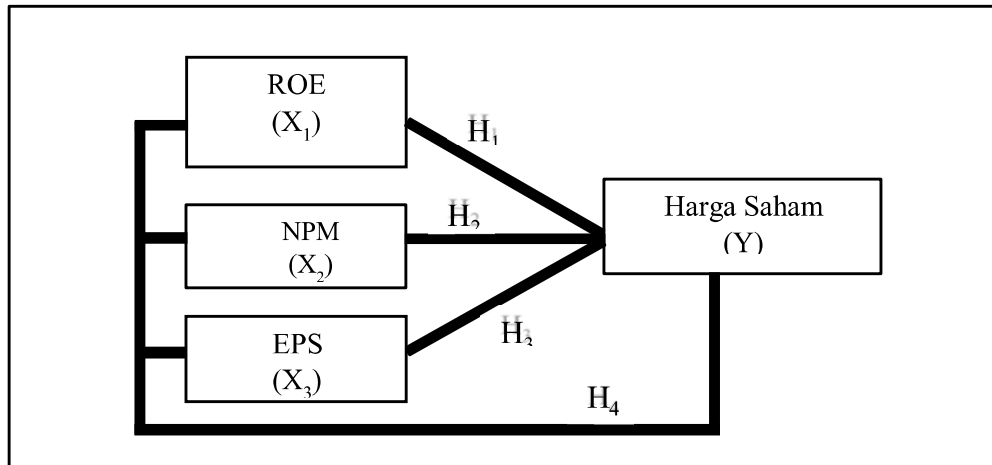 ROE
(X₁)
H₁
NPM
(X₂)
H₂
Harga Saham
(Y)
EPS
(X₃)
H₃
H₄